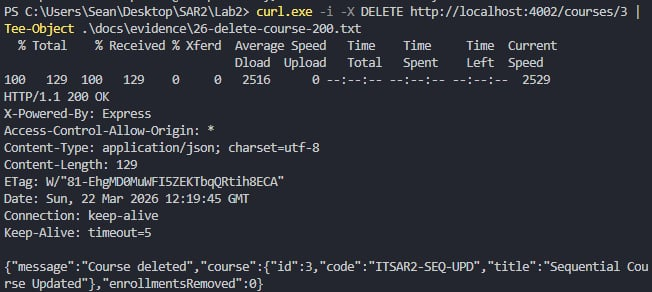 PS C:\Users\Sean\Desktop\SAR2\Lab2> curl.exe -i -X DELETE http://localhost:4002/courses/3 |
Tee-Object .\docs\evidence\26-delete-course-200.txt
  % Total    % Received % Xferd  Average Speed   Time    Time     Time  Current
                                 Dload  Upload   Total   Spent    Left  Speed
100   129  100   129    0     0   2516      0 --:--:-- --:--:-- --:--:--  2529
HTTP/1.1 200 OK
X-Powered-By: Express
Access-Control-Allow-Origin: *
Content-Type: application/json; charset=utf-8
Content-Length: 129
ETag: W/"81-EhgMD0MuWFI5ZEKTbqQRtih8ECA"
Date: Sun, 22 Mar 2026 12:19:45 GMT
Connection: keep-alive
Keep-Alive: timeout=5

{"message":"Course deleted","course":{"id":3,"code":"ITSAR2-SEQ-UPD","title":"Sequential Cou
rse Updated"},"enrollmentsRemoved":0}